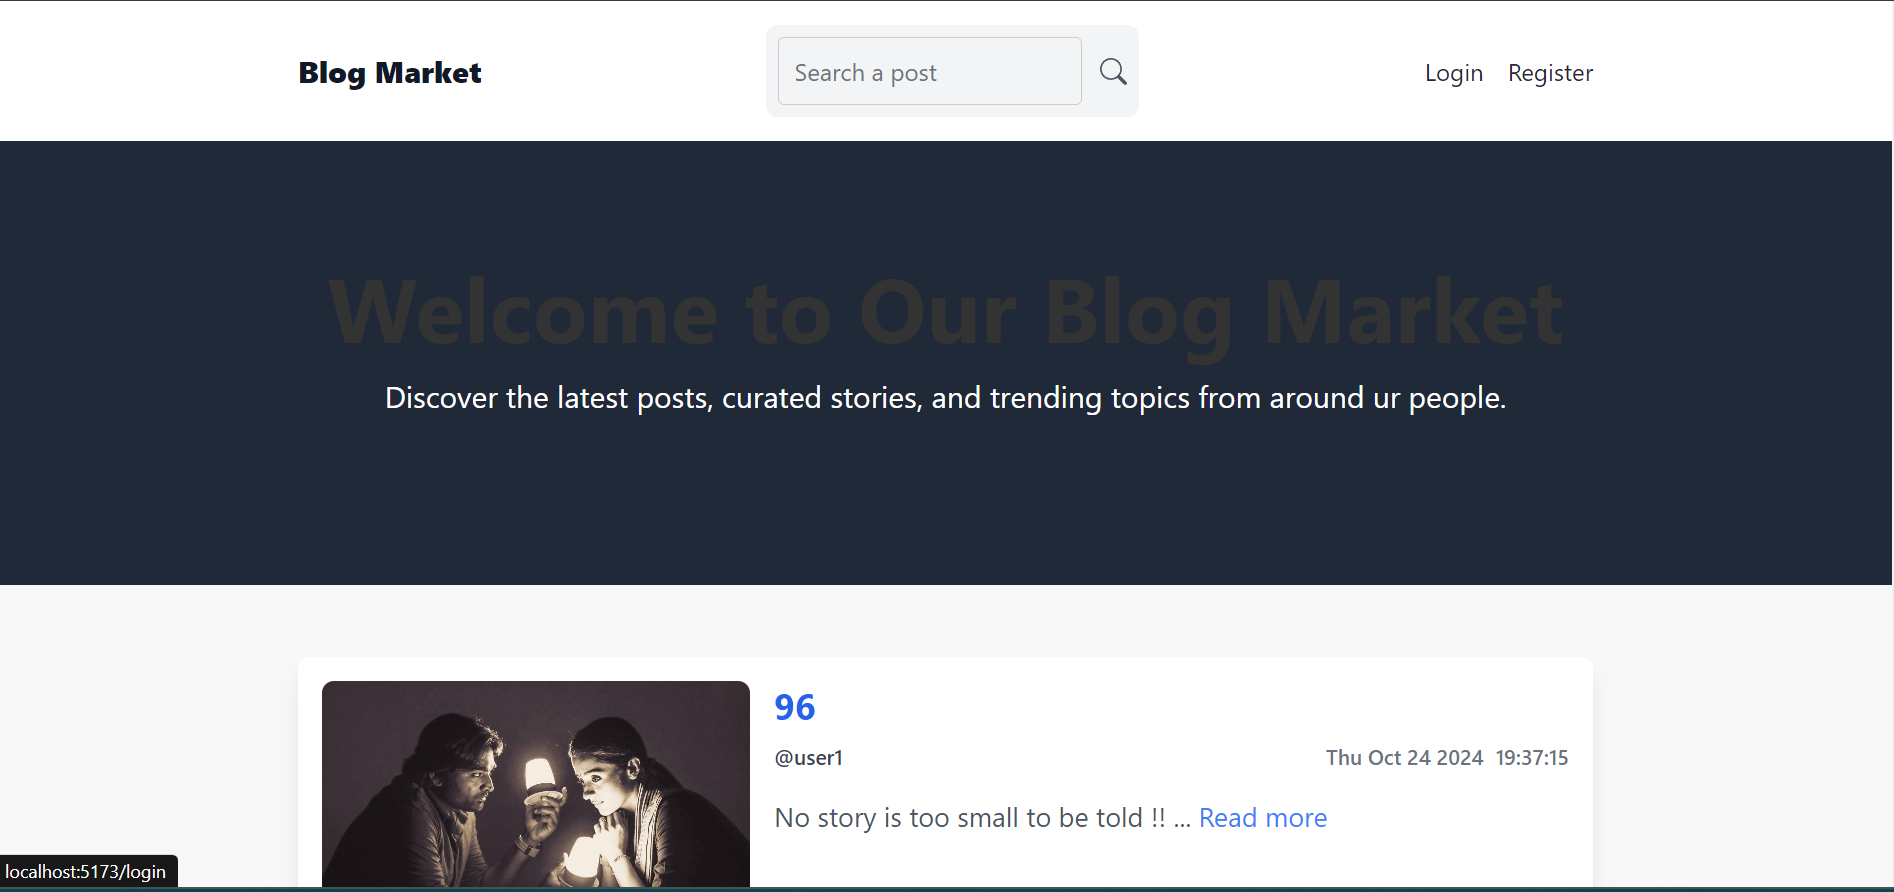 Blog Market
Search a post
Login Register
Welcome to Our Blog Market
Discover the latest posts, curated stories, and trending topics from around ur people.
96
@user1 Thu Oct 24 2024 19:37:15
No story is too small to be told !! ... Read more
localhost:5173/login